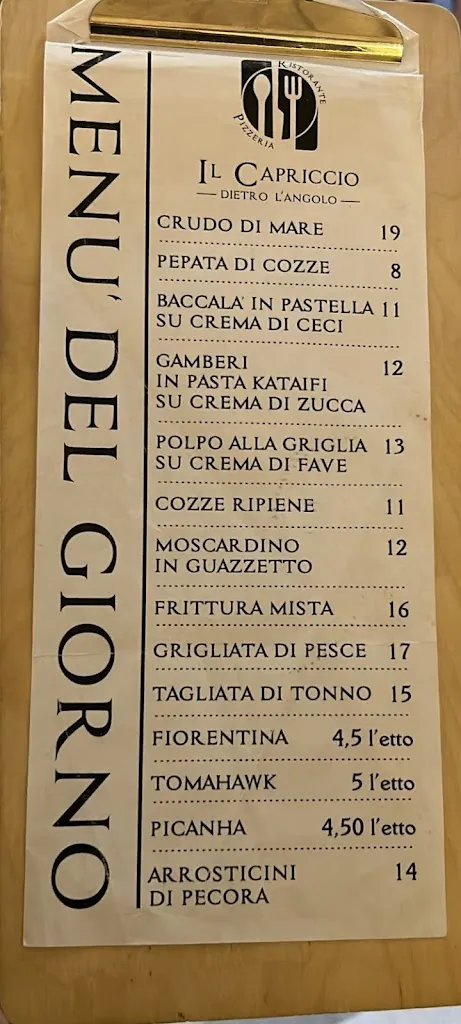 MENU' DEL GIORNO
RISTORANTE
PIZZERIA
IL CAPRICCIO
DIETRO L'ANGOLO
CRUDO DI MARE 19
PEPATA DI COZZE 8
BACCALA' IN PASTELLA 11
SU CREMA DI CECI
GAMBERI 12
IN PASTA KATAIFI
SU CREMA DI ZUCCA
POLPO ALLA GRIGLIA 13
SU CREMA DI FAVE
COZZE RIPIENE 11
MOSCARDINO 12
IN GUAZZETTO
FRITTURA MISTA 16
GRIGLIATA DI PESCE 17
TAGLIATA DI TONNO 15
FIORENTINA 4,5 l'etto
TOMAHAWK 5 l'etto
PICANHA 4,50 l'etto
ARROSTICINI 14
DI PECORA